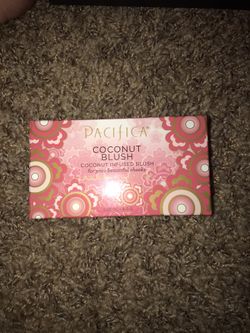 PACIFICA®
COCONUT
BLUSH
COCONUT INFUSED BLUSH
for your beautiful cheeks